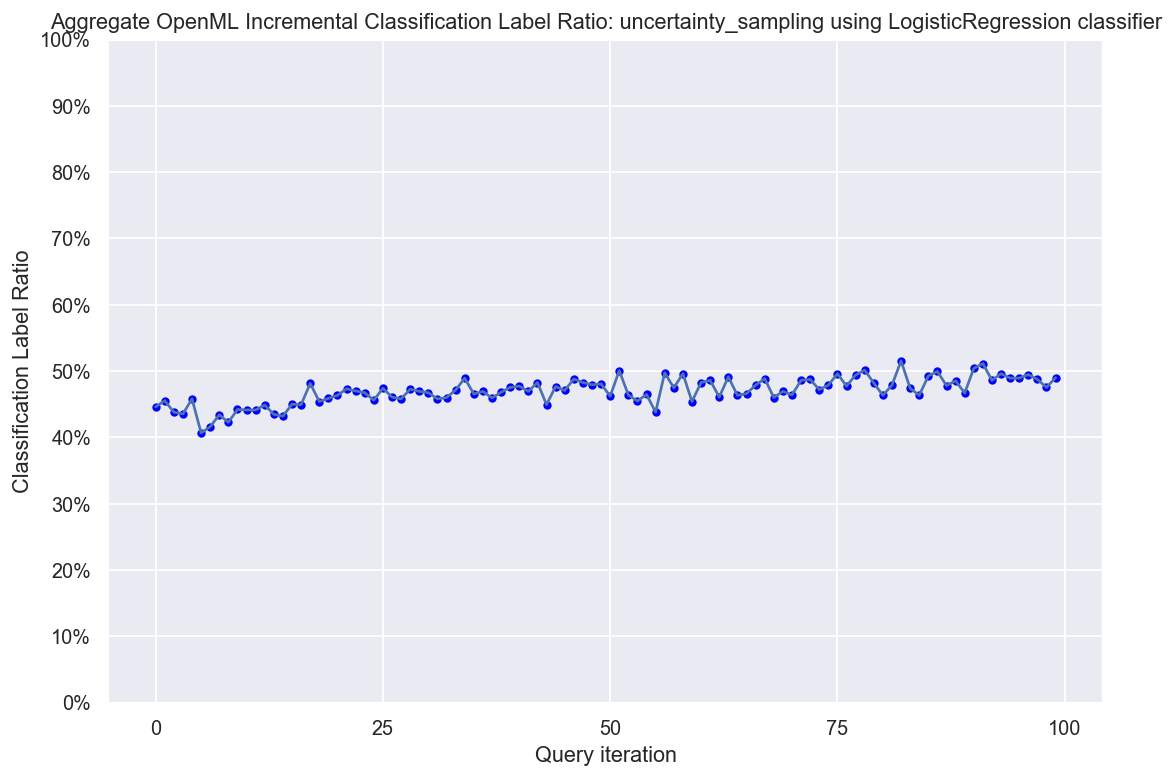 Aggregate OpenML Incremental Classification Label Ratio: uncertainty_sampling using LogisticRegression classifier
100%
90%
80%
70%
60%
50%
40%
30%
20%
10%
0%
Classification Label Ratio
0 25 50 75 100
Query iteration